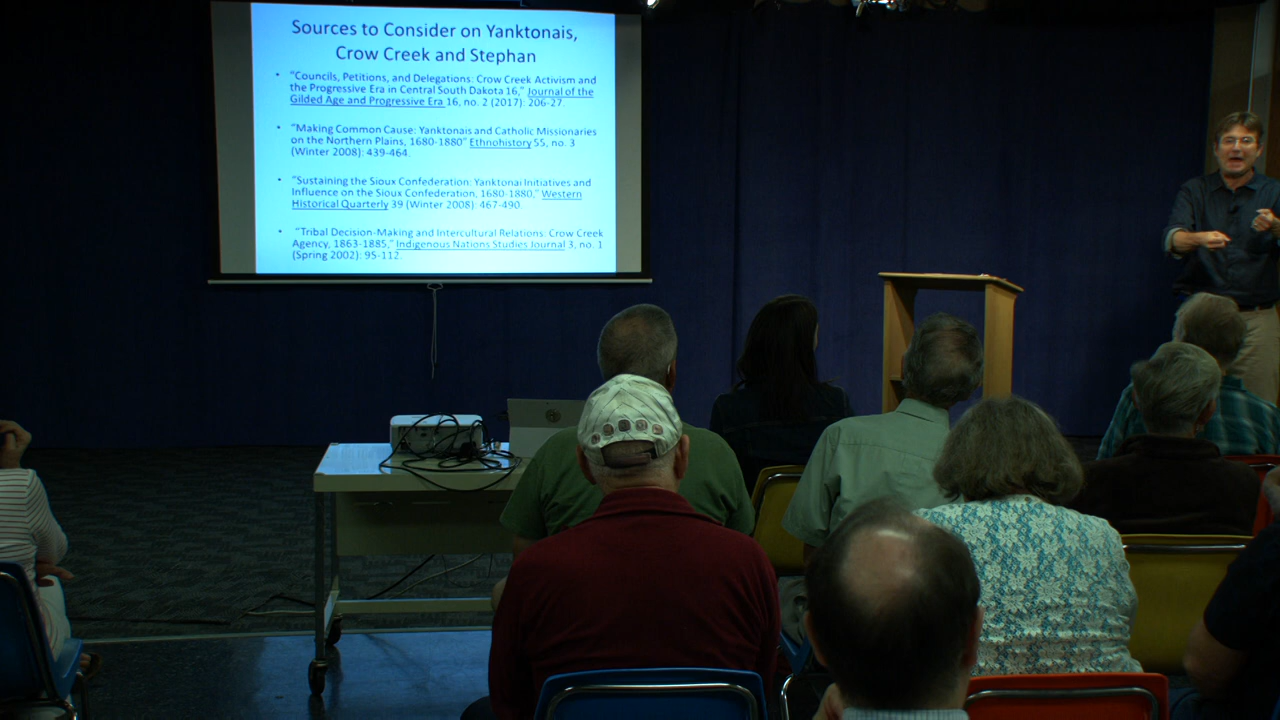 Sources to Consider on Yanktonais,
Crow Creek and Stephan
• "Councils, Petitions, and Delegations: Crow Creek Activism and
the Progressive Era in Central South Dakota 16," Journal of the
Gilded Age and Progressive Era 16, no. 2 (2017): 206-27.
• "Making Common Cause: Yanktonais and Catholic Missionaries
on the Northern Plains, 1680-1880" Ethnohistory 55, no. 3
(Winter 2008): 439-464.
• "Sustaining the Sioux Confederation: Yanktonai Initiatives and
Influence on the Sioux Confederation, 1680-1880," Western
Historical Quarterly 39 (Winter 2008): 467-490.
• "Tribal Decision-Making and Intercultural Relations: Crow Creek
Agency, 1863-1885," Indigenous Nations Studies Journal 3, no. 1
(Spring 2002): 95-112.